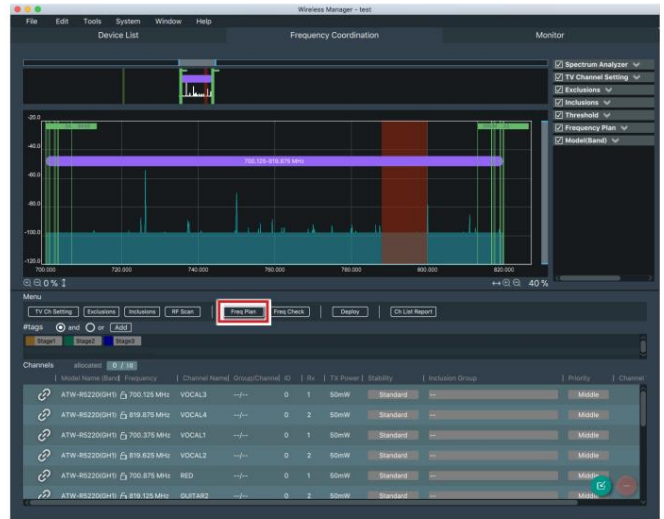 Wireless Manager - test
File Edit Tools System Window Help
Device List Frequency Coordination Monitor
Spectrum Analyzer
TV Channel Setting
Exclusions
Inclusions
Threshold
Frequency Plan
Model(Band)
-20.0
-40.0
700.125-819.875 MHz
-60.0
-80.0
-100.0
-120.0
700.000 720.000 740.000 760.000 780.000 800.000 820.000
0 % 40 %
Menu
TV Ch Setting Exclusions Inclusions RF Scan Freq Plan Freq Check Deploy Ch List Report
#tags and or Add
Stage1 Stage2 Stage3
Channels allocated 0 / 16
Model Name (Band) Frequency Channel Name Group/Channel ID Rx TX Power Stability Inclusion Group Priority Channel
ATW-R5220(GH1) 700.125 MHz VOCAL3 --/-- 0 1 50mW Standard -- Middle
ATW-R5220(GH1) 819.875 MHz VOCAL4 --/-- 0 2 50mW Standard -- Middle
ATW-R5220(GH1) 700.375 MHz VOCAL1 --/-- 0 1 50mW Standard -- Middle
ATW-R5220(GH1) 819.625 MHz VOCAL2 --/-- 0 2 50mW Standard -- Middle
ATW-R5220(GH1) 700.875 MHz RED --/-- 0 1 50mW Standard -- Middle
ATW-R5220(GH1) 819.125 MHz GUITAR2 --/-- 0 2 50mW Standard -- Middle